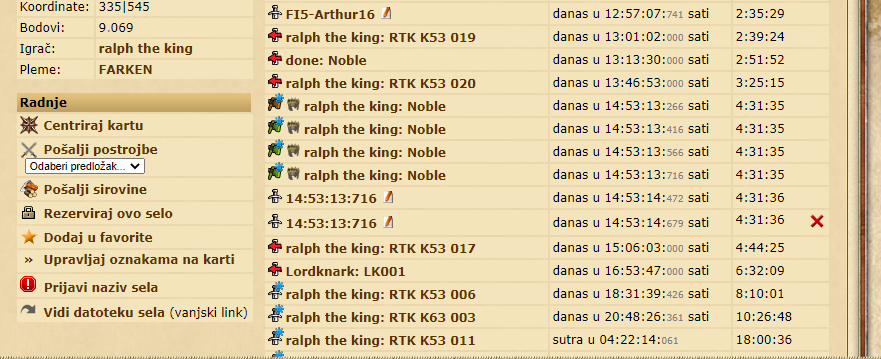 Koordinate: 335|545
Bodovi: 9.069
Igrač: ralph the king
Pleme: FARKEN
Radnje
Centriraj kartu
Pošalji postrojbe
Odaberi predložak...
Pošalji sirovine
Rezerviraj ovo selo
Dodaj u favorite
» Upravljaj oznakama na karti
Prijavi naziv sela
Vidi datoteku sela (vanjski link)
FI5-Arthur16 danas u 12:57:07:741 sati 2:35:29
ralph the king: RTK K53 019 danas u 13:01:02:000 sati 2:39:24
done: Noble danas u 13:13:30:000 sati 2:51:52
ralph the king: RTK K53 020 danas u 13:46:53:000 sati 3:25:15
ralph the king: Noble danas u 14:53:13:266 sati 4:31:35
ralph the king: Noble danas u 14:53:13:416 sati 4:31:35
ralph the king: Noble danas u 14:53:13:566 sati 4:31:35
ralph the king: Noble danas u 14:53:13:716 sati 4:31:35
14:53:13:716 danas u 14:53:14:472 sati 4:31:36
14:53:13:716 danas u 14:53:14:679 sati 4:31:36
ralph the king: RTK K53 017 danas u 15:06:03:000 sati 4:44:25
Lordknark: LK001 danas u 16:53:47:000 sati 6:32:09
ralph the king: RTK K53 006 danas u 18:31:39:426 sati 8:10:01
ralph the king: RTK K63 003 danas u 20:48:26:361 sati 10:26:48
ralph the king: RTK K53 011 sutra u 04:22:14:061 18:00:36